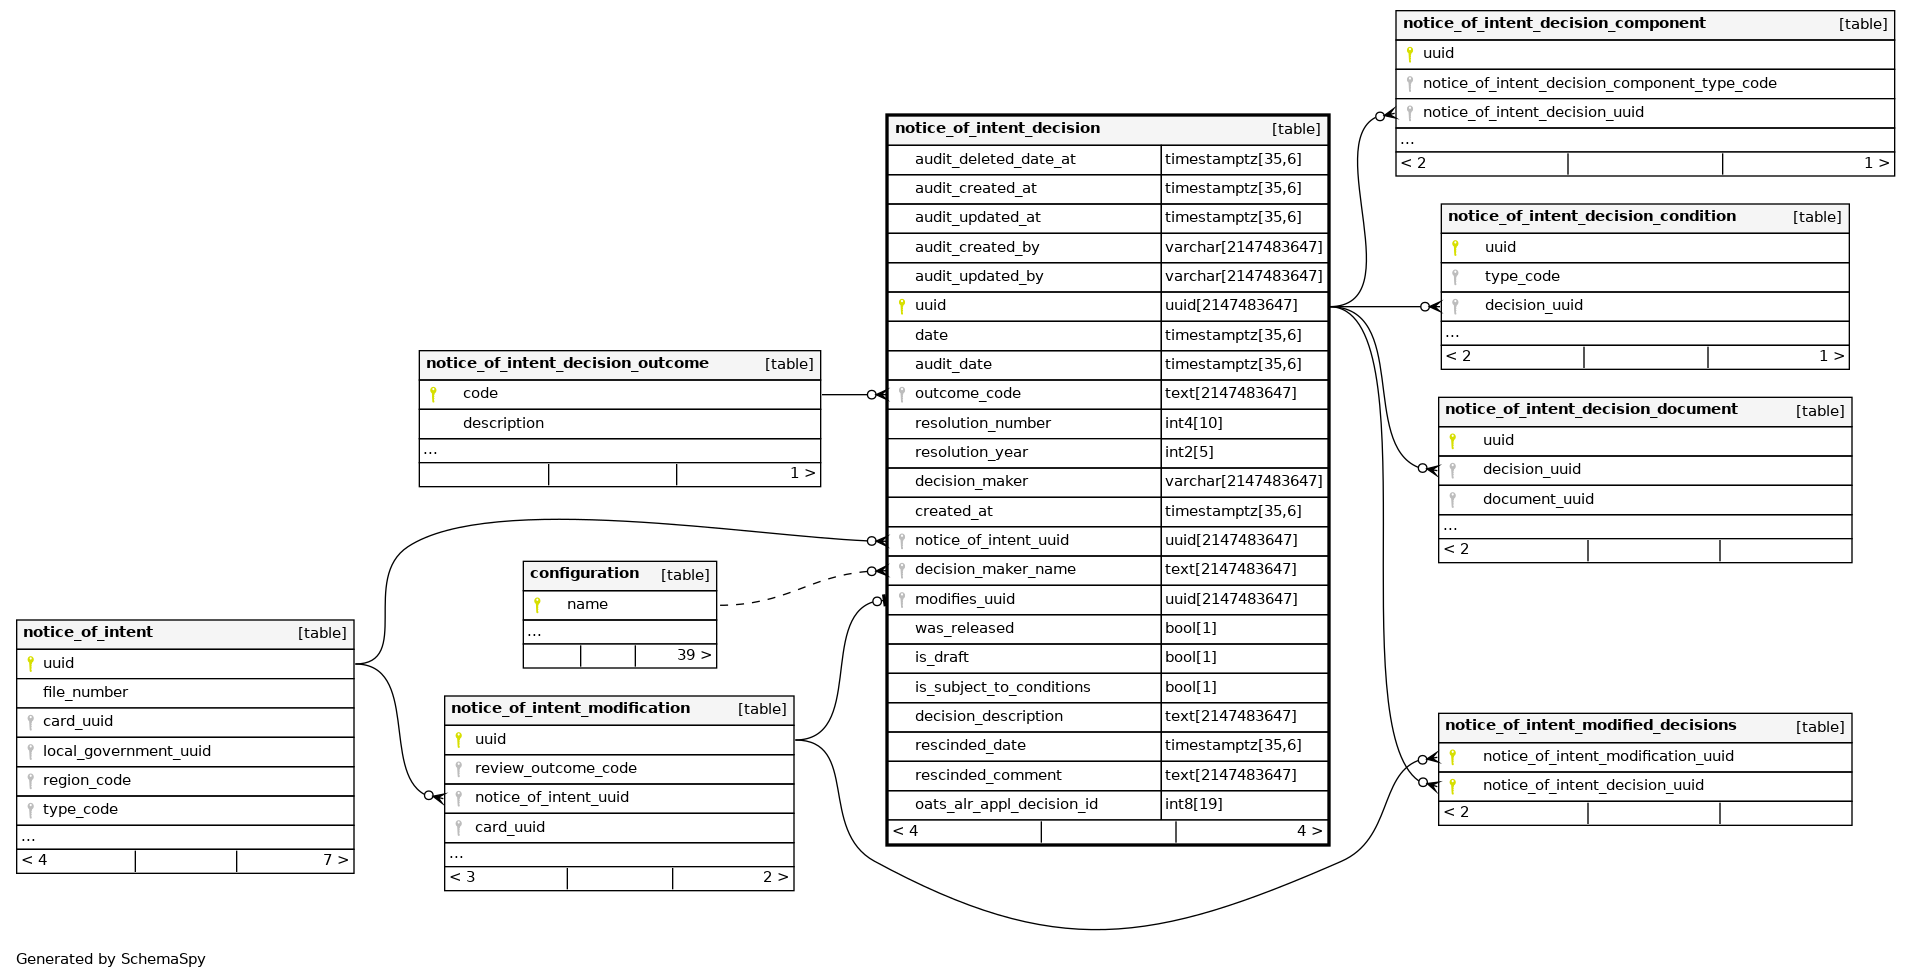 notice_of_intent_decision_component [table]
uuid
notice_of_intent_decision_component_type_code
notice_of_intent_decision_uuid
...
< 2 1 >
notice_of_intent_decision [table]
audit_deleted_date_at timestamptz[35,6]
audit_created_at timestamptz[35,6]
audit_updated_at timestamptz[35,6]
audit_created_by varchar[2147483647]
audit_updated_by varchar[2147483647]
uuid uuid[2147483647]
date timestamptz[35,6]
audit_date timestamptz[35,6]
outcome_code text[2147483647]
resolution_number int4[10]
resolution_year int2[5]
decision_maker varchar[2147483647]
created_at timestamptz[35,6]
notice_of_intent_uuid uuid[2147483647]
decision_maker_name text[2147483647]
modifies_uuid uuid[2147483647]
was_released bool[1]
is_draft bool[1]
is_subject_to_conditions bool[1]
decision_description text[2147483647]
rescinded_date timestamptz[35,6]
rescinded_comment text[2147483647]
oats_alr_appl_decision_id int8[19]
< 4 4 >
notice_of_intent_decision_condition [table]
uuid
type_code
decision_uuid
...
< 2 1 >
notice_of_intent_decision_outcome [table]
code
description
...
1 >
notice_of_intent_decision_document [table]
uuid
decision_uuid
document_uuid
...
< 2
configuration [table]
name
...
39 >
notice_of_intent [table]
uuid
file_number
card_uuid
local_government_uuid
region_code
type_code
...
< 4 7 >
notice_of_intent_modification [table]
uuid
review_outcome_code
notice_of_intent_uuid
card_uuid
...
< 3 2 >
notice_of_intent_modified_decisions [table]
notice_of_intent_modification_uuid
notice_of_intent_decision_uuid
< 2
Generated by SchemaSpy